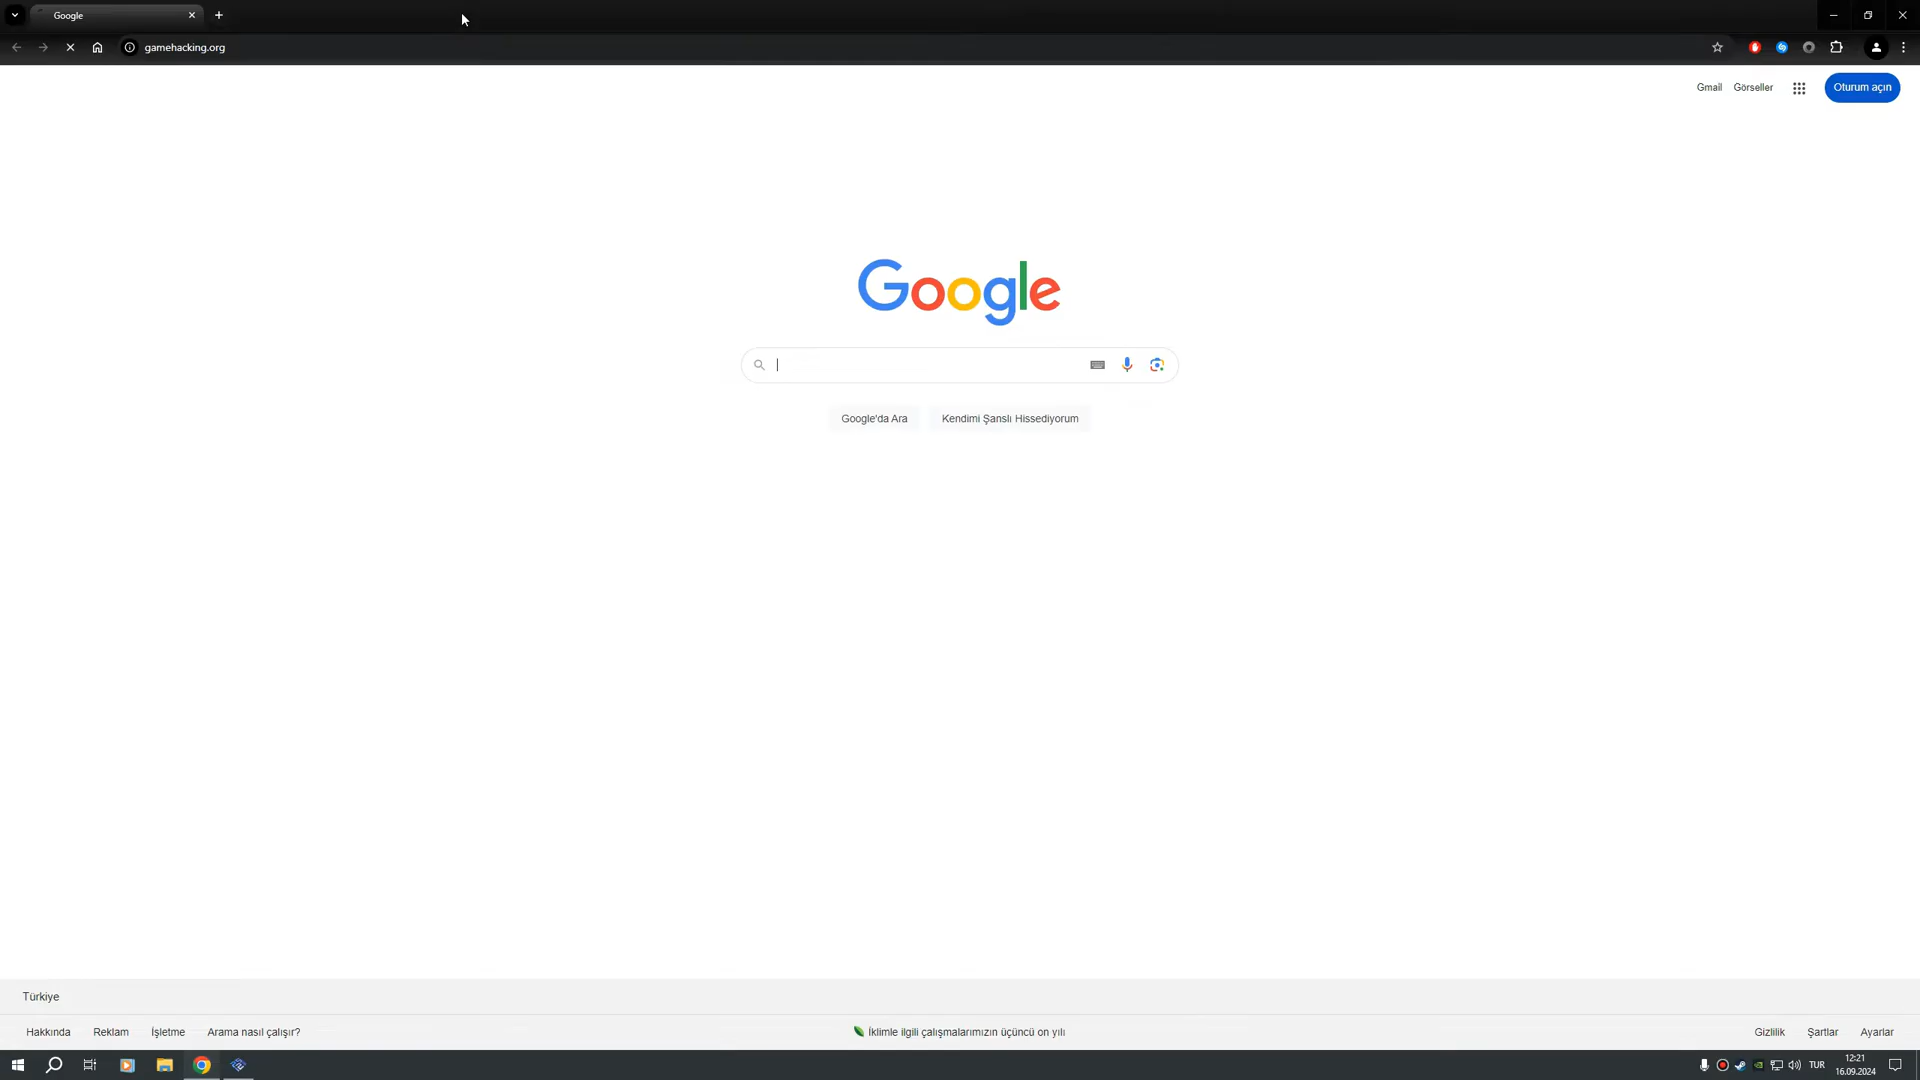 Google
gamehacking.org
Gmail Görseller Oturum açın
Google
Google'da Ara Kendimi Şanslı Hissediyorum
Türkiye
Hakkında Reklam İşletme Arama nasıl çalışır? İklimle ilgili çalışmalarımızın üçüncü on yılı Gizlilik Şartlar Ayarlar
TUR 12:21
16.09.2024